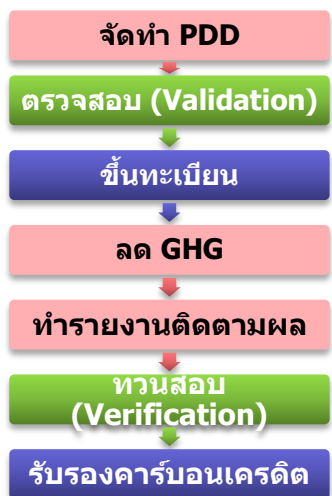 จัดทำ PDD
ตรวจสอบ (Validation)
ขึ้นทะเบียน
ลด GHG
ทำรายงานติดตามผล
ทวนสอบ
(Verification)
รับรองคาร์บอนเครดิต